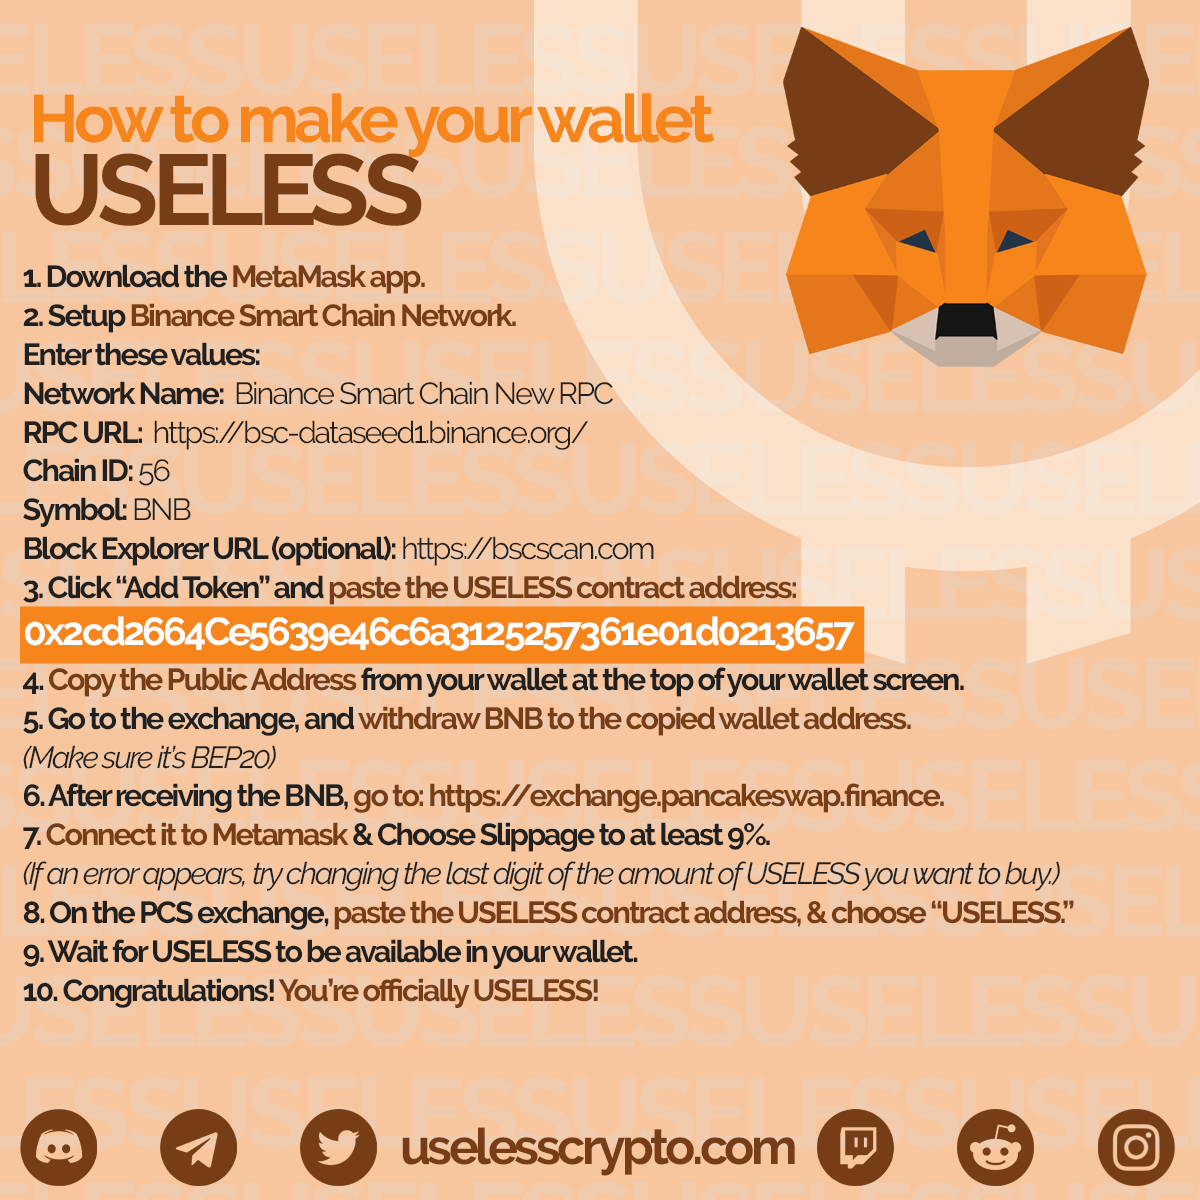 How to make your wallet
USELESS
1. Download the MetaMask app.
2. Setup Binance Smart Chain Network.
Enter these values:
Network Name: Binance Smart Chain New RPC
RPC URL: https://bsc-dataseed1.binance.org/
Chain ID: 56
Symbol: BNB
Block Explorer URL (optional): https://bscscan.com
3. Click “Add Token” and paste the USELESS contract address:
0x2cd2664Ce5639e46c6a3125257361e01d0213657
4. Copy the Public Address from your wallet at the top of your wallet screen.
5. Go to the exchange, and withdraw BNB to the copied wallet address.
(Make sure it's BEP20)
6. After receiving the BNB, go to: https://exchange.pancakeswap.finance.
7. Connect it to Metamask & Choose Slippage to at least 9%.
(If an error appears, try changing the last digit of the amount of USELESS you want to buy.)
8. On the PCS exchange, paste the USELESS contract address, & choose “USELESS.”
9. Wait for USELESS to be available in your wallet.
10. Congratulations! You're officially USELESS!
uselesscrypto.com